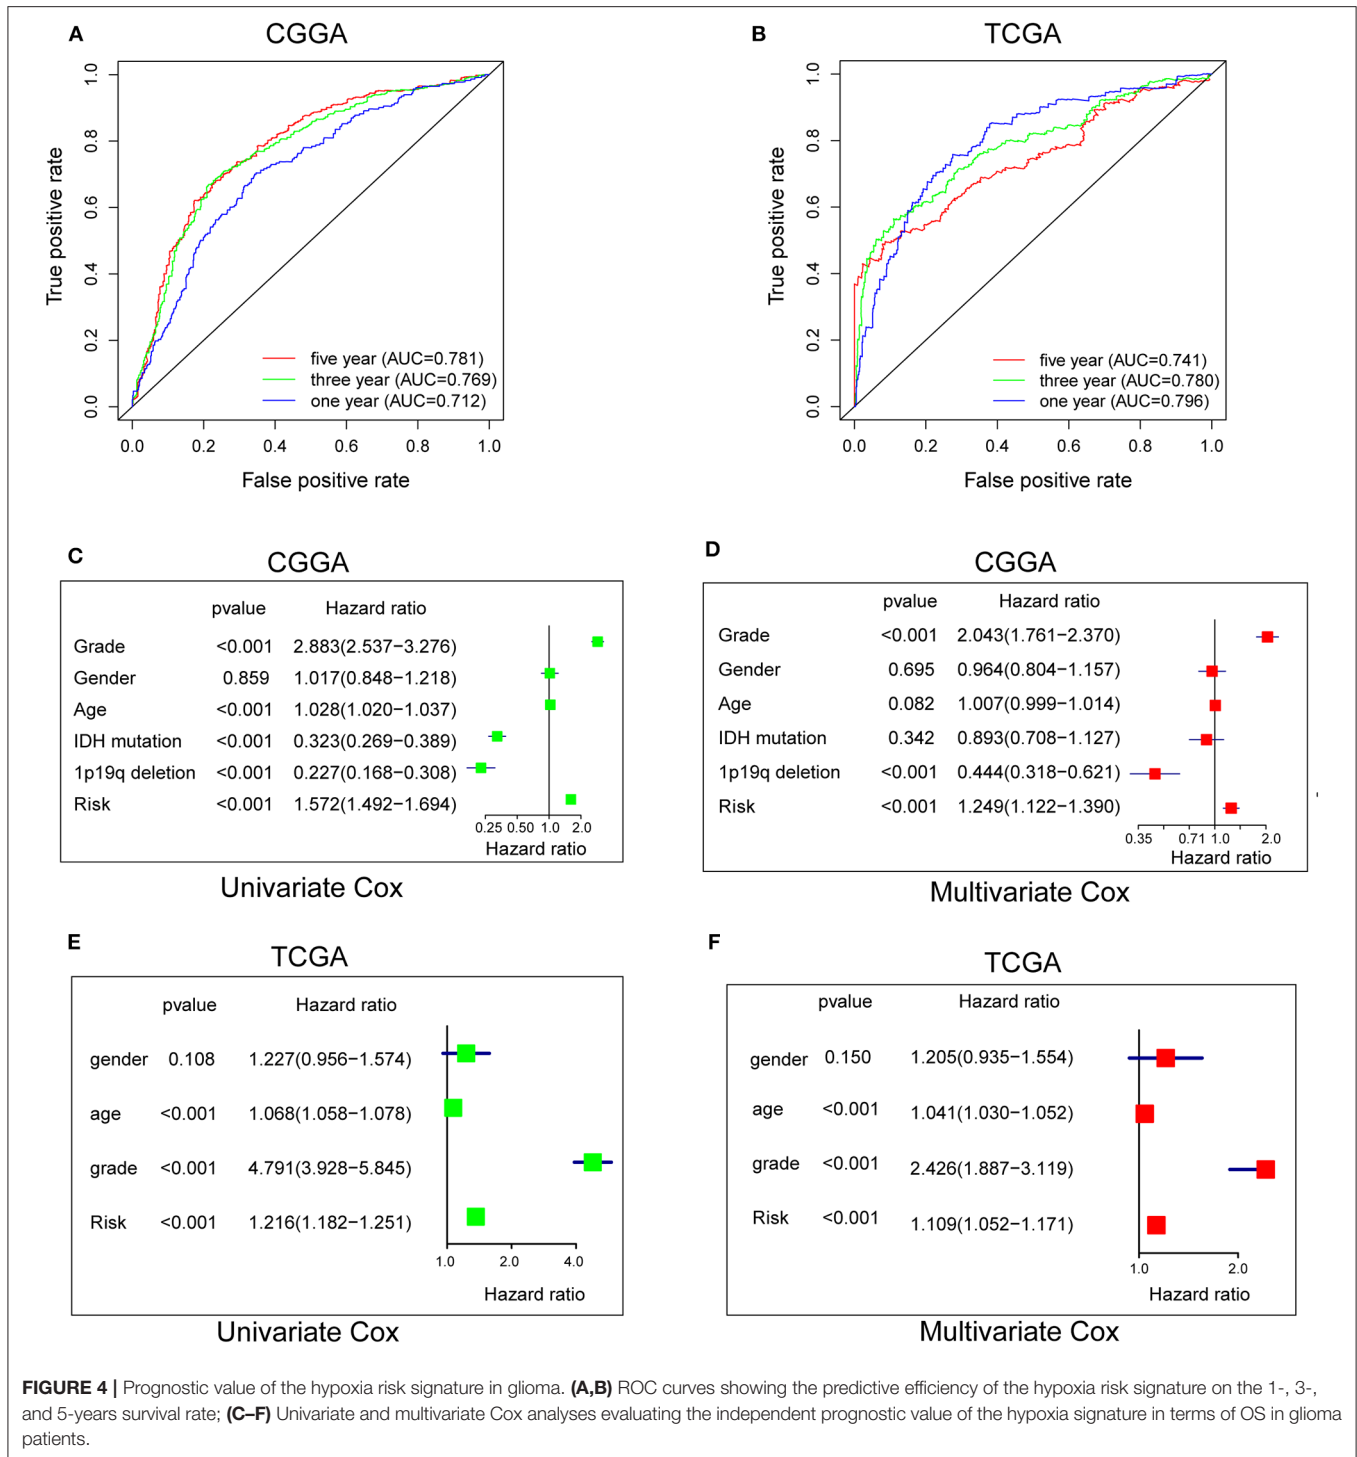 A
CGGA
True positive rate
1.0
0.8
0.6
0.4
0.2
0.0
five year (AUC=0.781)
three year (AUC=0.769)
one year (AUC=0.712)
0.0 0.2 0.4 0.6 0.8 1.0
False positive rate
B
TCGA
True positive rate
1.0
0.8
0.6
0.4
0.2
0.0
five year (AUC=0.741)
three year (AUC=0.780)
one year (AUC=0.796)
0.0 0.2 0.4 0.6 0.8 1.0
False positive rate
C
CGGA
pvalue Hazard ratio
Grade <0.001 2.883(2.537−3.276)
Gender 0.859 1.017(0.848−1.218)
Age <0.001 1.028(1.020−1.037)
IDH mutation <0.001 0.323(0.269−0.389)
1p19q deletion <0.001 0.227(0.168−0.308)
Risk <0.001 1.572(1.492−1.694)
0.25 0.50 1.0 2.0
Hazard ratio
Univariate Cox
D
CGGA
pvalue Hazard ratio
Grade <0.001 2.043(1.761−2.370)
Gender 0.695 0.964(0.804−1.157)
Age 0.082 1.007(0.999−1.014)
IDH mutation 0.342 0.893(0.708−1.127)
1p19q deletion <0.001 0.444(0.318−0.621)
Risk <0.001 1.249(1.122−1.390)
0.35 0.71 1.0 2.0
Hazard ratio
Multivariate Cox
E
TCGA
pvalue Hazard ratio
gender 0.108 1.227(0.956−1.574)
age <0.001 1.068(1.058−1.078)
grade <0.001 4.791(3.928−5.845)
Risk <0.001 1.216(1.182−1.251)
1.0 2.0 4.0
Hazard ratio
Univariate Cox
F
TCGA
pvalue Hazard ratio
gender 0.150 1.205(0.935−1.554)
age <0.001 1.041(1.030−1.052)
grade <0.001 2.426(1.887−3.119)
Risk <0.001 1.109(1.052−1.171)
1.0 2.0
Hazard ratio
Multivariate Cox
FIGURE 4 | Prognostic value of the hypoxia risk signature in glioma. (A,B) ROC curves showing the predictive efficiency of the hypoxia risk signature on the 1-, 3-,
and 5-years survival rate; (C–F) Univariate and multivariate Cox analyses evaluating the independent prognostic value of the hypoxia signature in terms of OS in glioma
patients.